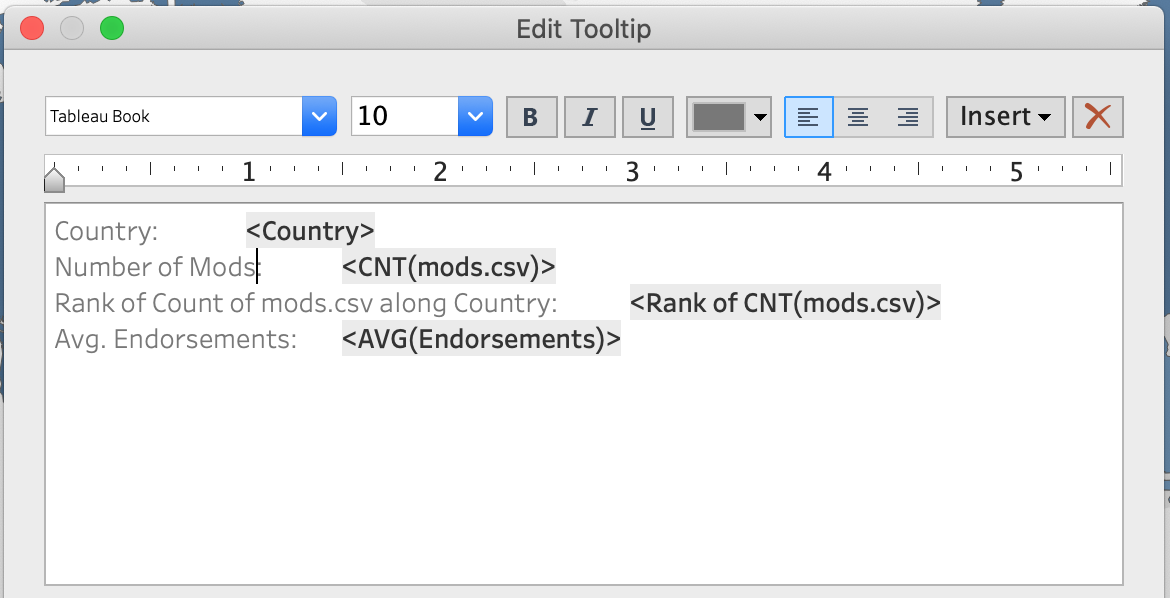 Edit Tooltip
Tableau Book 10 B I U Insert
1 2 3 4 5
Country: <Country>
Number of Mods: <CNT(mods.csv)>
Rank of Count of mods.csv along Country: <Rank of CNT(mods.csv)>
Avg. Endorsements: <AVG(Endorsements)>